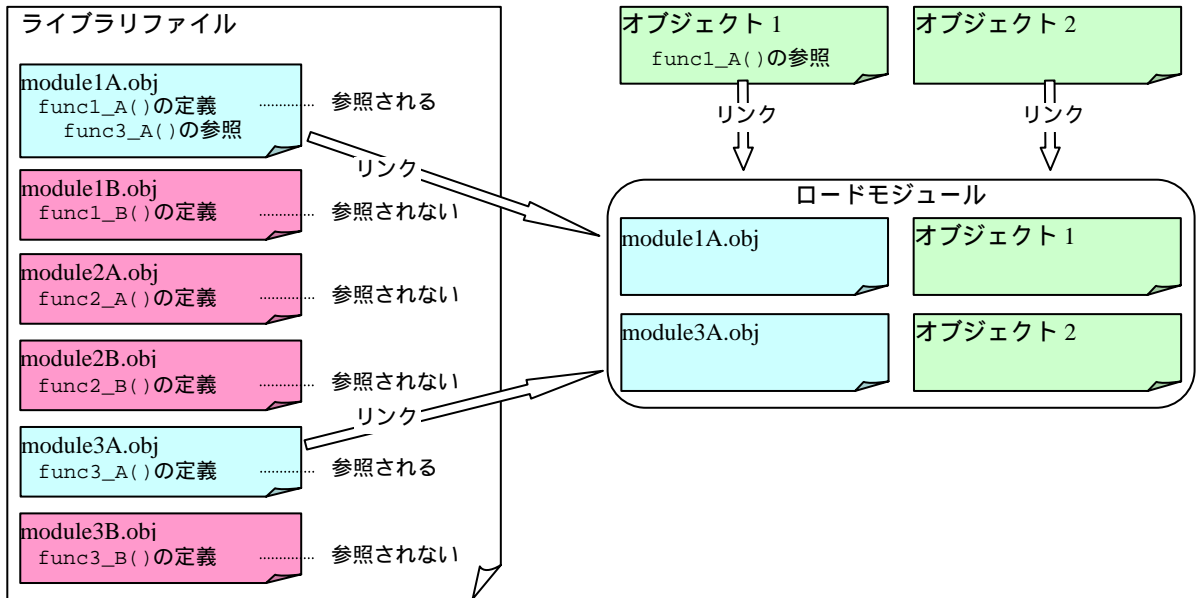 ライブラリファイル
module1A.obj
func1_A()の定義 参照される
func3_A()の参照
リンク
module1B.obj
func1_B()の定義 参照されない
module2A.obj
func2_A()の定義 参照されない
module2B.obj
func2_B()の定義 参照されない
リンク
module3A.obj
func3_A()の定義 参照される
module3B.obj
func3_B()の定義 参照されない
オブジェクト 1
func1_A()の参照
オブジェクト 2
リンク
リンク
ロードモジュール
module1A.obj
オブジェクト 1
module3A.obj
オブジェクト 2